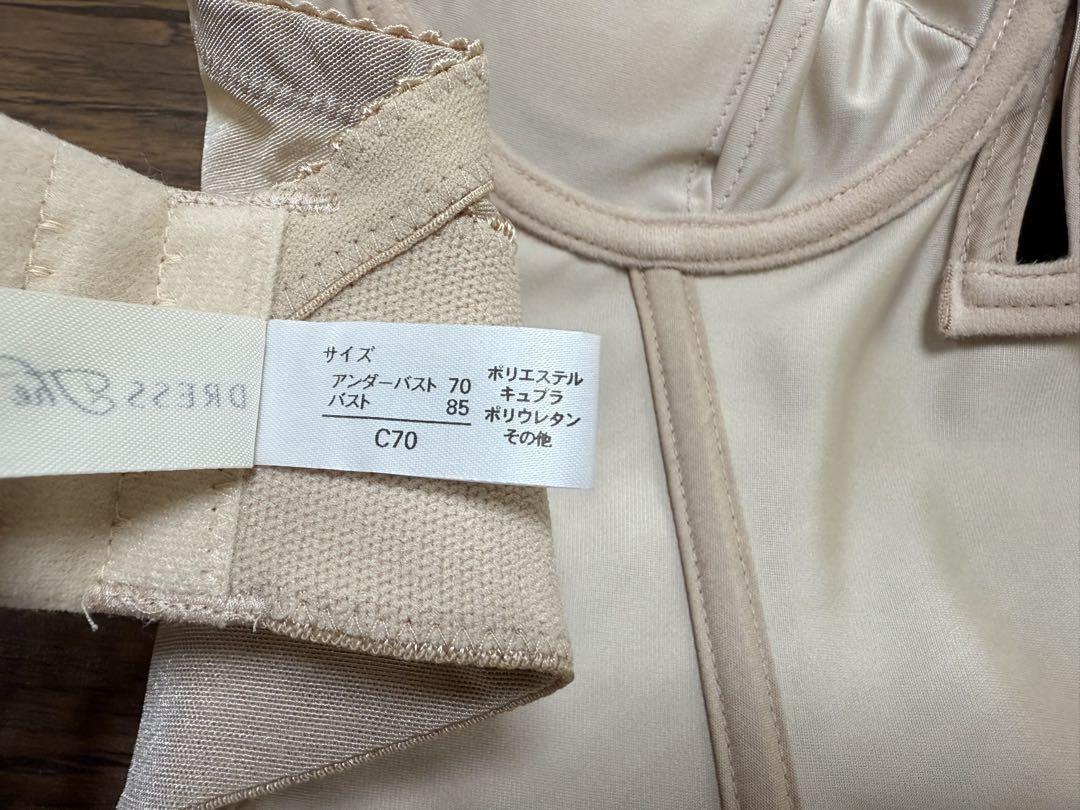 サイズ
アンダーバスト 70
バスト 85
C70
ポリエステル
キュプラ
ポリウレタン
その他
DRESS The